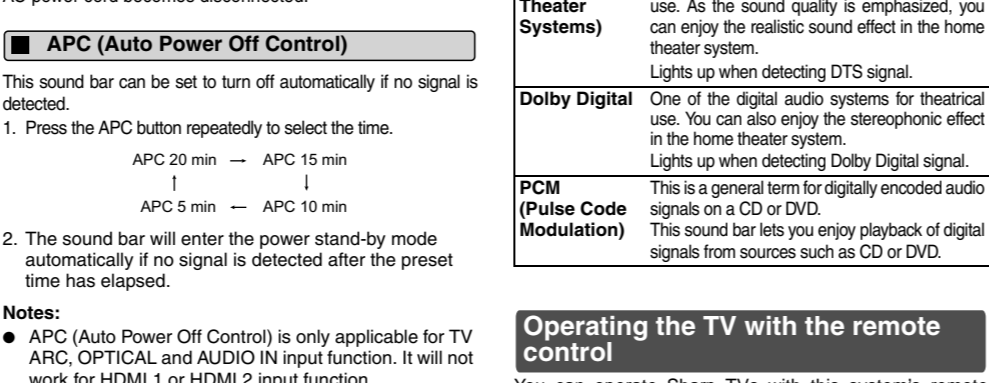 AC power cord becomes disconnected.
■ APC (Auto Power Off Control)
This sound bar can be set to turn off automatically if no signal is
detected.
1. Press the APC button repeatedly to select the time.
APC 20 min → APC 15 min
↑ ↓
APC 5 min ← APC 10 min
2. The sound bar will enter the power stand-by mode
automatically if no signal is detected after the preset
time has elapsed.
Notes:
● APC (Auto Power Off Control) is only applicable for TV
ARC, OPTICAL and AUDIO IN input function. It will not
work for HDMI 1 or HDMI 2 input function.
Theater use. As the sound quality is emphasized, you
Systems) can enjoy the realistic sound effect in the home
theater system.
Lights up when detecting DTS signal.
Dolby Digital One of the digital audio systems for theatrical
use. You can also enjoy the stereophonic effect
in the home theater system.
Lights up when detecting Dolby Digital signal.
PCM This is a general term for digitally encoded audio
(Pulse Code signals on a CD or DVD.
Modulation) This sound bar lets you enjoy playback of digital
signals from sources such as CD or DVD.
Operating the TV with the remote
control
You can operate Sharp TVs with this system's remote